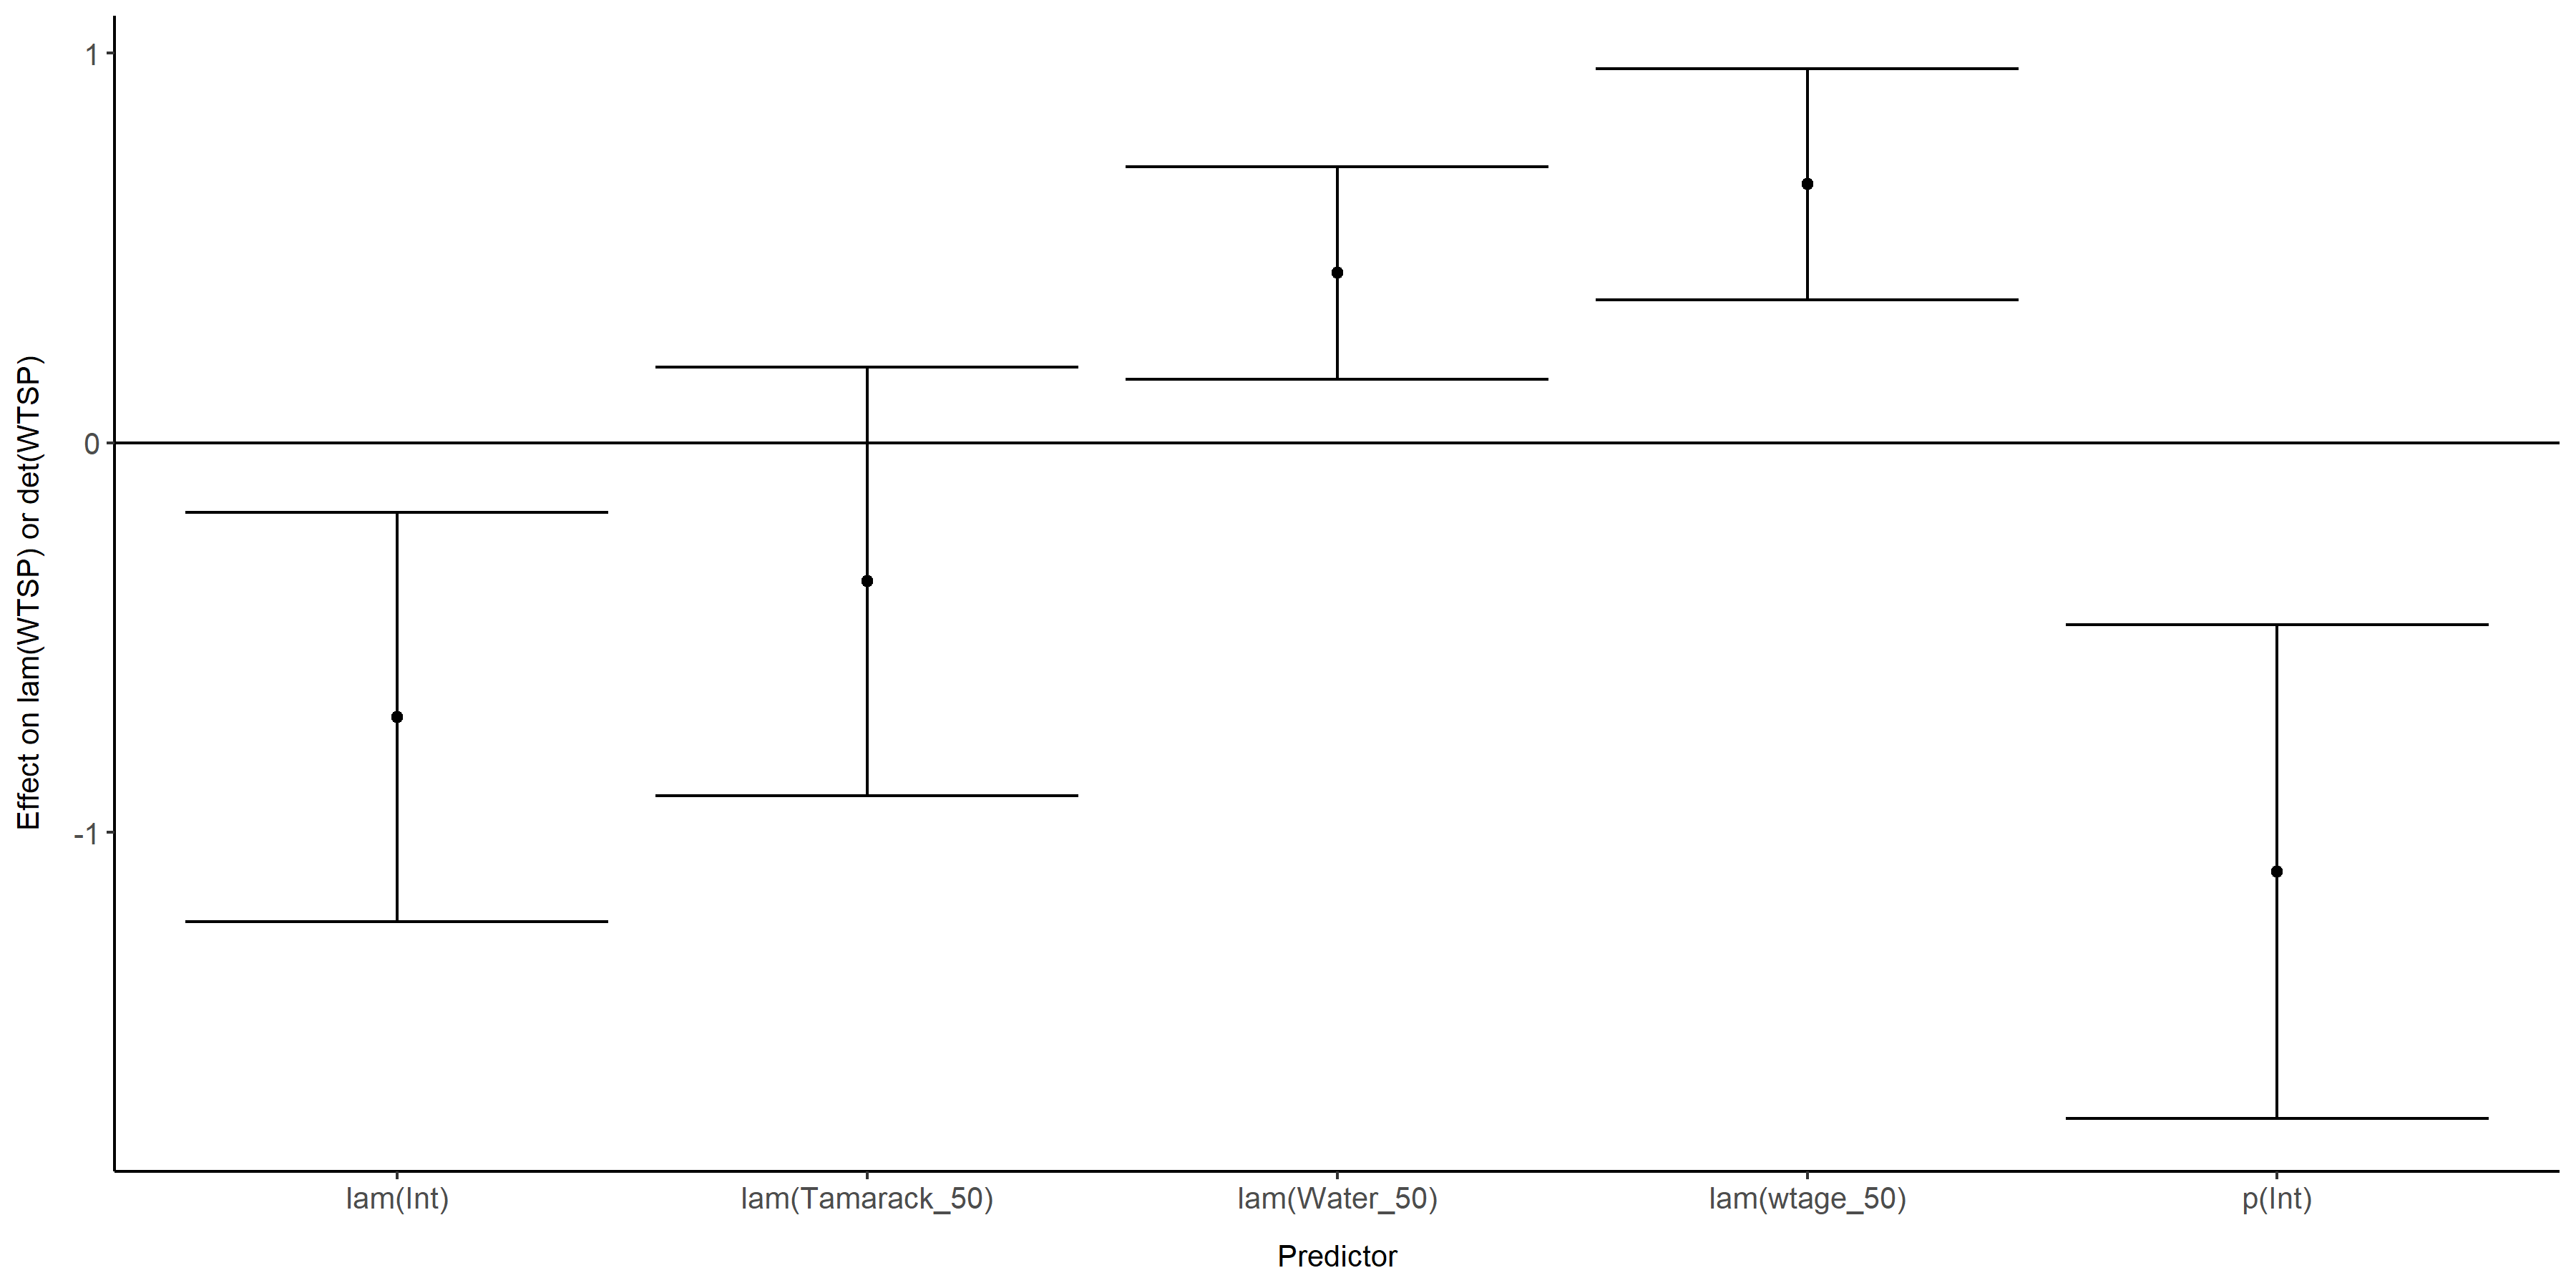 Effect on lam(WTSP) or det(WTSP)
1
0
-1
lam(Int) lam(Tamarack_50) lam(Water_50) lam(wtage_50) p(Int)
Predictor